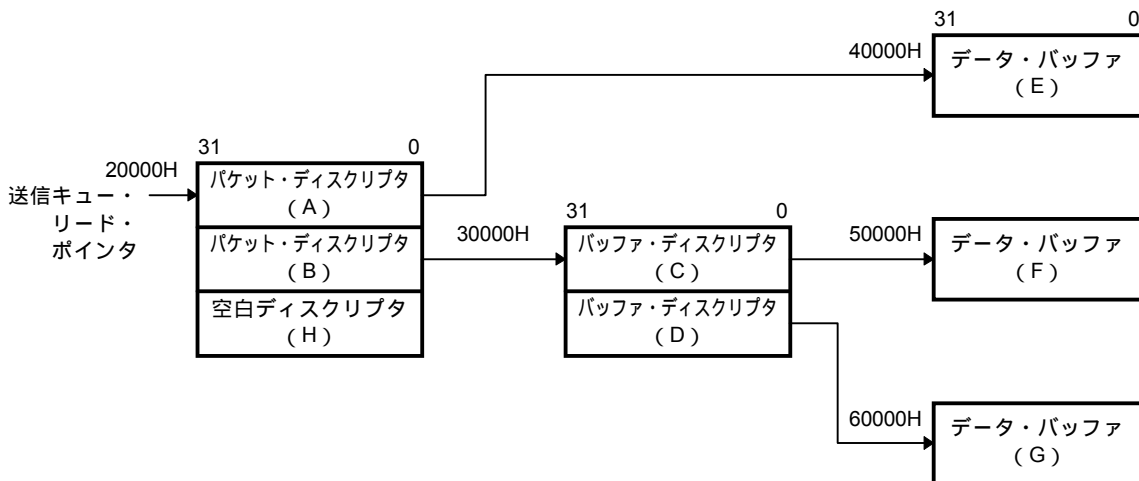 31 0
40000H
データ・バッファ
(E)
31 0
20000H
送信キュー・
リード・
ポインタ
パケット・ディスクリプタ
(A)
パケット・ディスクリプタ
(B)
空白ディスクリプタ
(H)
30000H
31 0
バッファ・ディスクリプタ
(C)
バッファ・ディスクリプタ
(D)
50000H
データ・バッファ
(F)
60000H
データ・バッファ
(G)